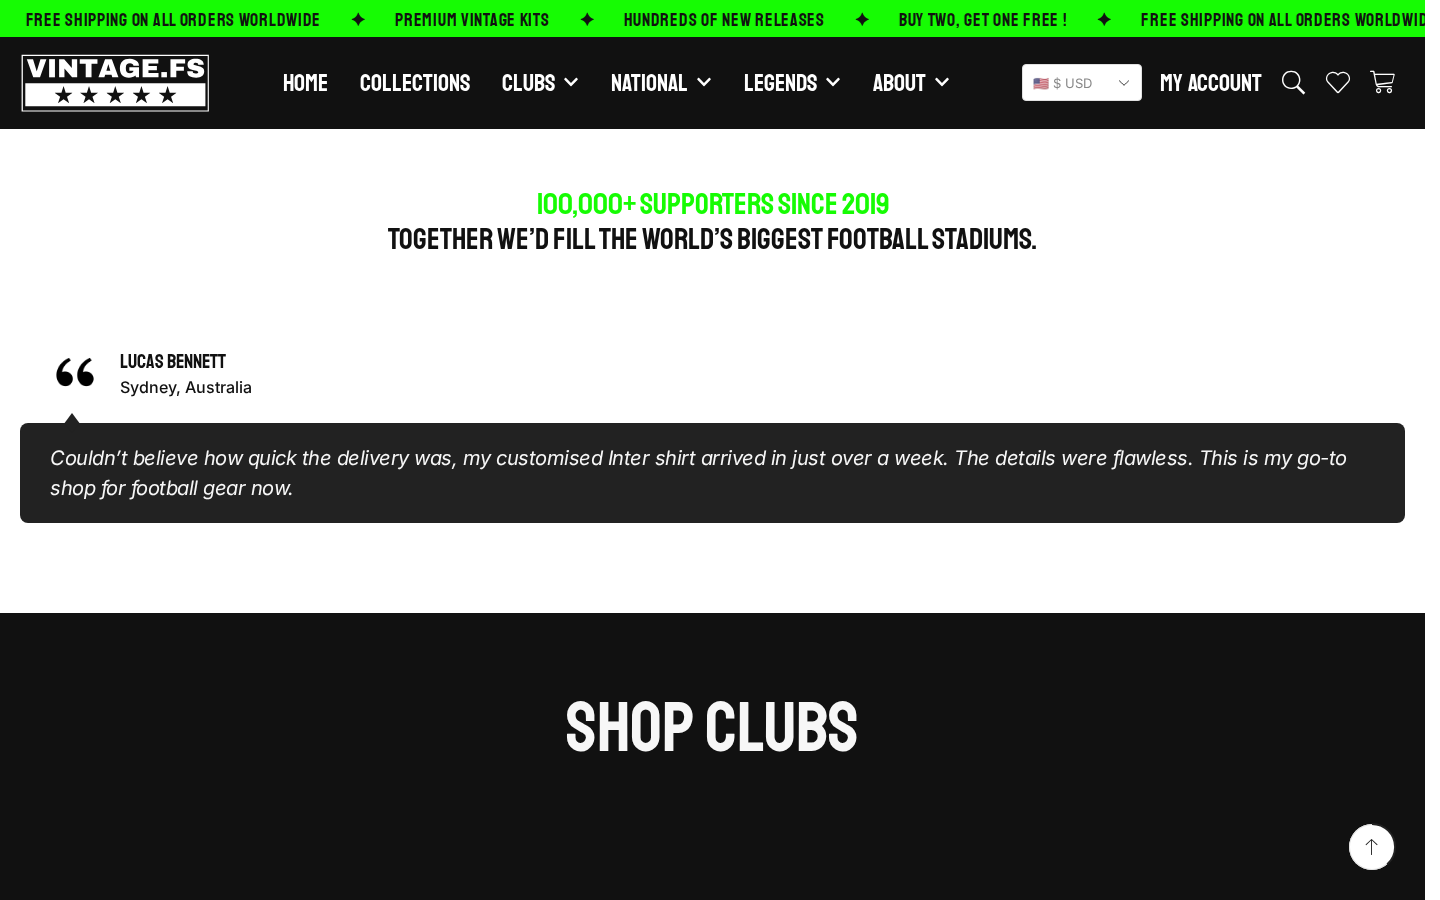 FREE SHIPPING ON ALL ORDERS WORLDWIDE ✦ PREMIUM VINTAGE KITS ✦ HUNDREDS OF NEW RELEASES ✦ BUY TWO, GET ONE FREE ! ✦ FREE SHIPPING ON ALL ORDERS WORLDWID
VINTAGE.FS
HOME COLLECTIONS CLUBS NATIONAL LEGENDS ABOUT $ USD MY ACCOUNT
100,000+ SUPPORTERS SINCE 2019
TOGETHER WE’D FILL THE WORLD’S BIGGEST FOOTBALL STADIUMS.
LUCAS BENNETT
Sydney, Australia
Couldn’t believe how quick the delivery was, my customised Inter shirt arrived in just over a week. The details were flawless. This is my go-to
shop for football gear now.
SHOP CLUBS